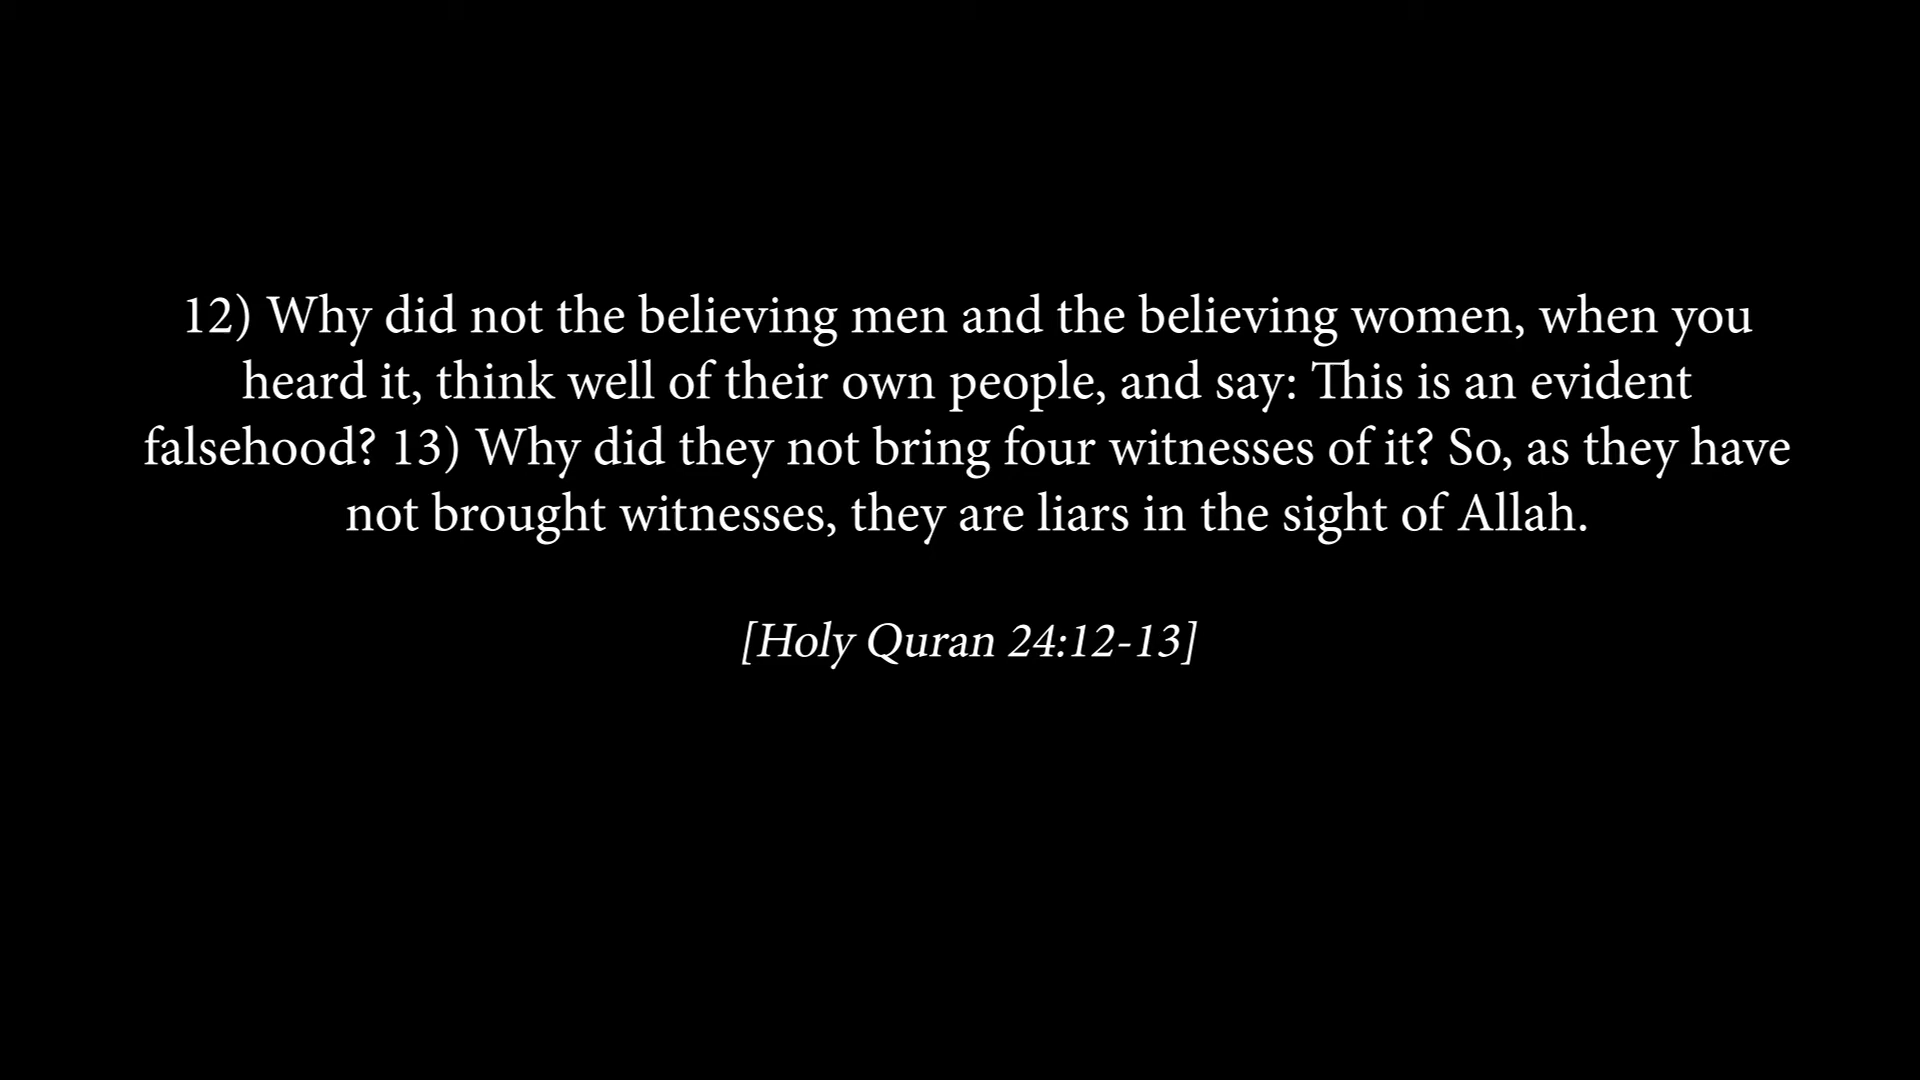 12) Why did not the believing men and the believing women, when you
heard it, think well of their own people, and say: This is an evident
falsehood? 13) Why did they not bring four witnesses of it? So, as they have
not brought witnesses, they are liars in the sight of Allah.
[Holy Quran 24:12-13]